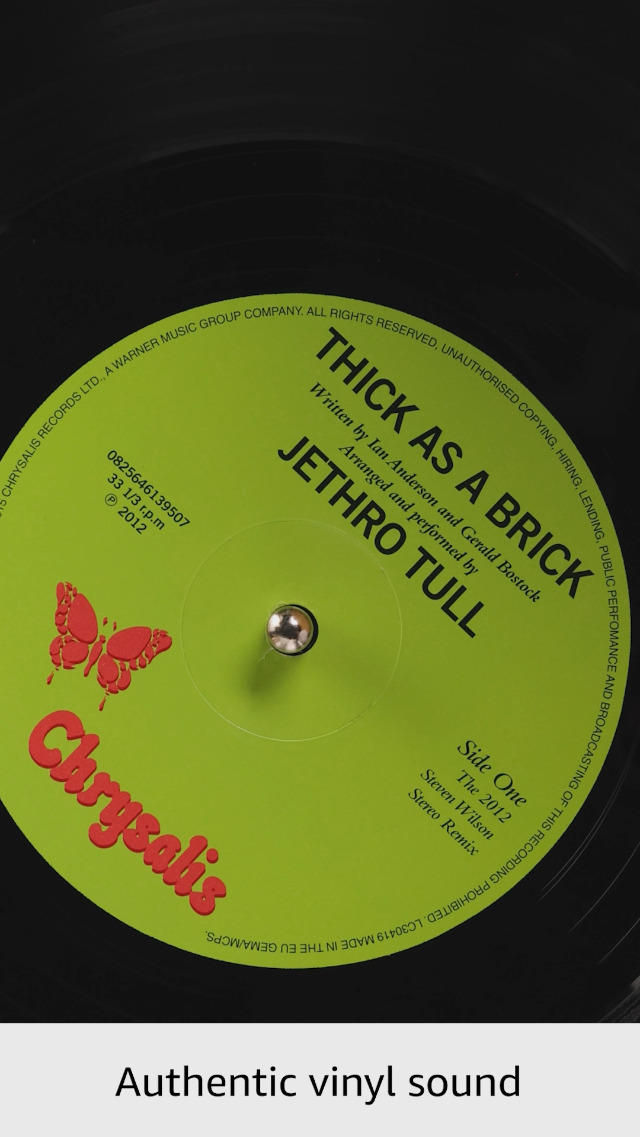 THICK AS A BRICK
Written by Ian Anderson and Gerald Bostock
Arranged and performed by
JETHRO TULL
0825646139507
33 1/3 r.p.m
℗ 2012
Chrysalis
Side One
The 2012
Steven Wilson
Stereo Remix
CHRYSALIS RECORDS LTD., A WARNER MUSIC GROUP COMPANY. ALL RIGHTS RESERVED, UNAUTHORISED COPYING, HIRING, LENDING, PUBLIC PERFOMANCE AND BROADCASTING OF THIS RECORDING PROHIBITED. LC30419 MADE IN THE EU GEMA/MCPS.
Authentic vinyl sound